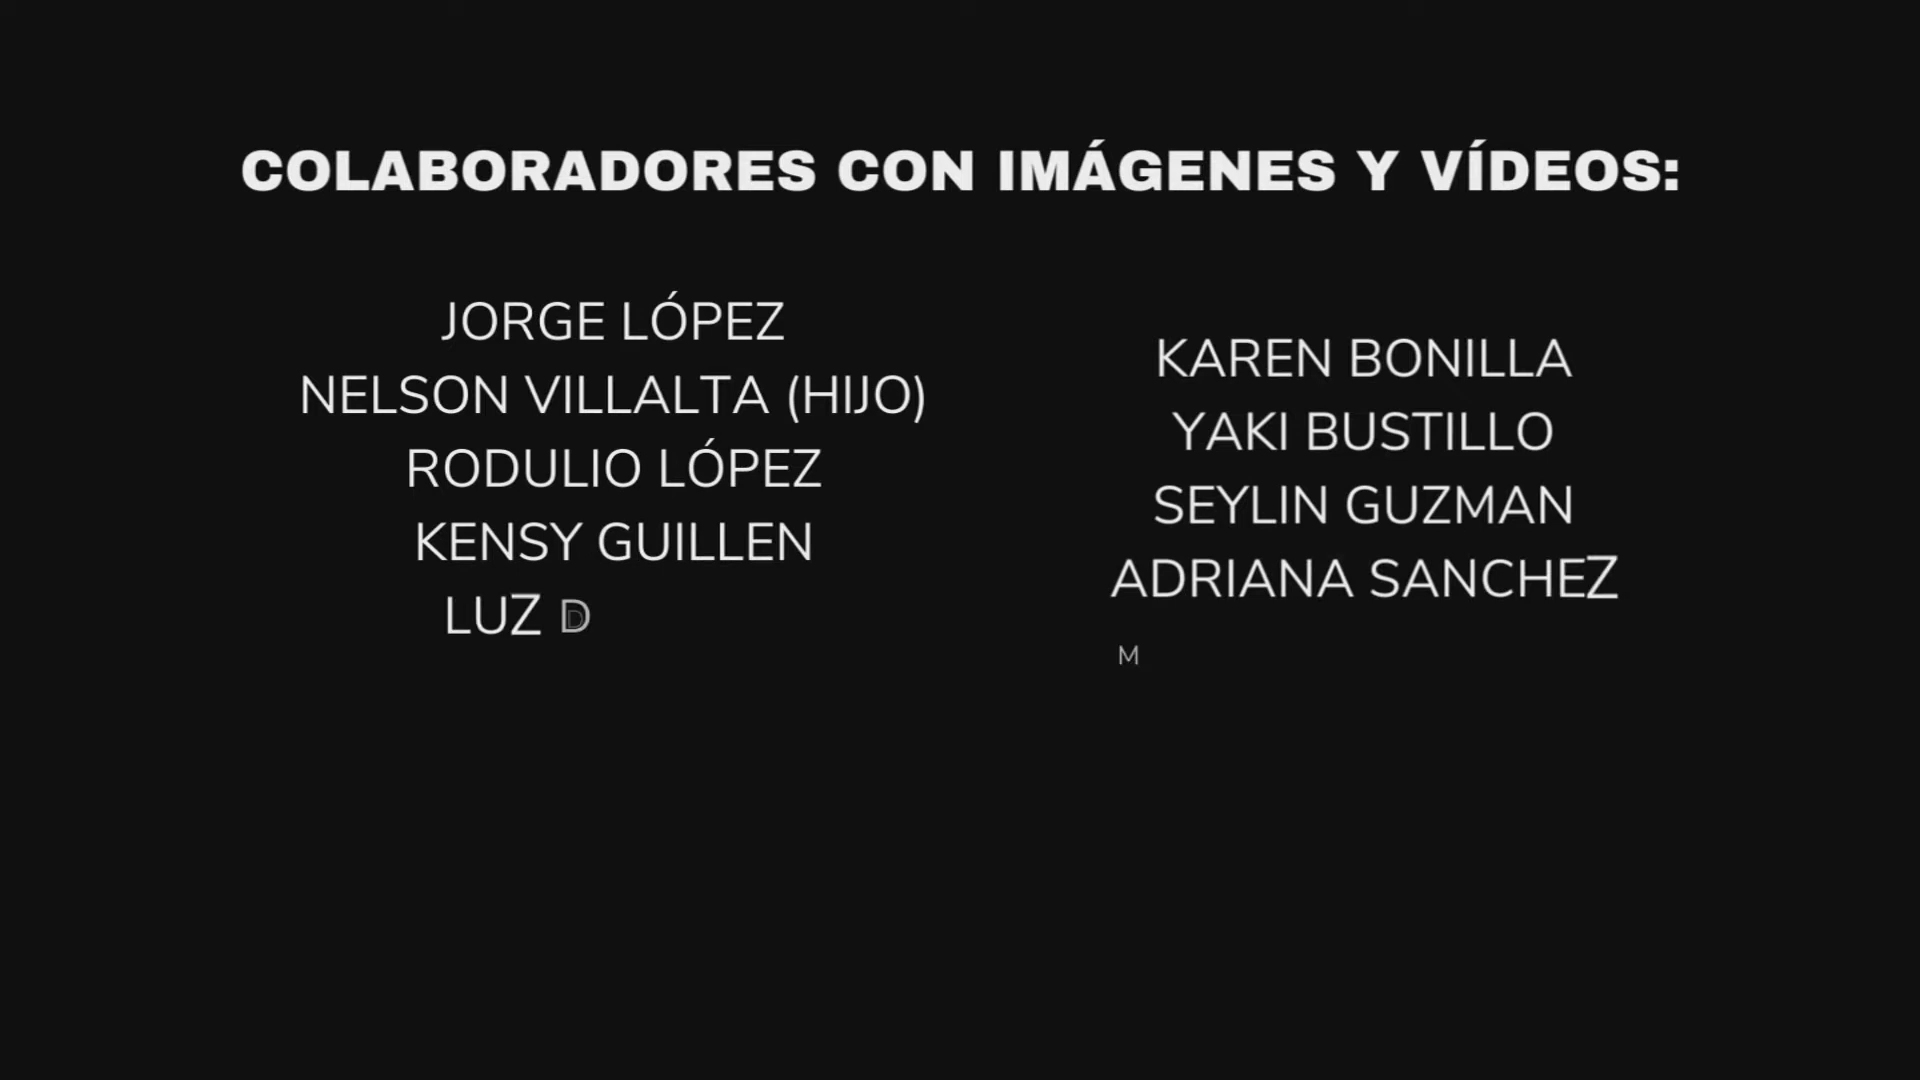 COLABORADORES CON IMÁGENES Y VÍDEOS:
JORGE LÓPEZ
NELSON VILLALTA (HIJO)
RODULIO LÓPEZ
KENSY GUILLEN
LUZ D
KAREN BONILLA
YAKI BUSTILLO
SEYLIN GUZMAN
ADRIANA SANCHEZ
M